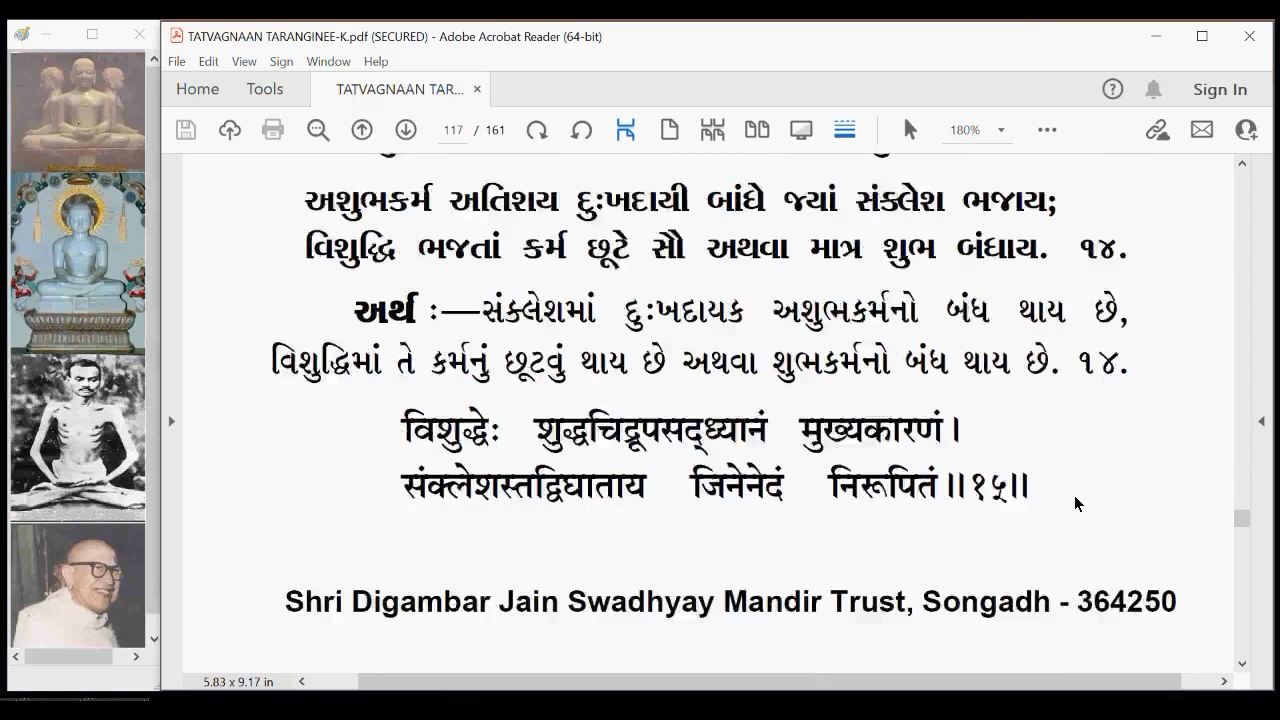 TATVAGNAAN TARANGINEE-K.pdf (SECURED) - Adobe Acrobat Reader (64-bit)
File Edit View Sign Window Help
Home Tools TATVAGNAAN TAR... Sign In
117 / 161 180%
અશુભકર્મ અતિશય દુઃખદાયી બાંધે જ્યાં સંક્લેશ ભજાય;
વિશુદ્ધિ ભજતાં કર્મ છૂટે સૌ અથવા માત્ર શુભ બંધાય. ૧૪.
અર્થ :—સંક્લેશમાં દુઃખદાયક અશુભકર્મનો બંધ થાય છે,
વિશુદ્ધિમાં તે કર્મનું છૂટવું થાય છે અથવા શુભકર્મનો બંધ થાય છે. ૧૪.
विशुद्धेः शुद्धचिद्रूपसद्ध्यानं मुख्यकारणं।
संक्लेशस्तद्विघाताय जिनेनेदं निरूपितं॥१५॥
Shri Digambar Jain Swadhyay Mandir Trust, Songadh - 364250
5.83 x 9.17 in